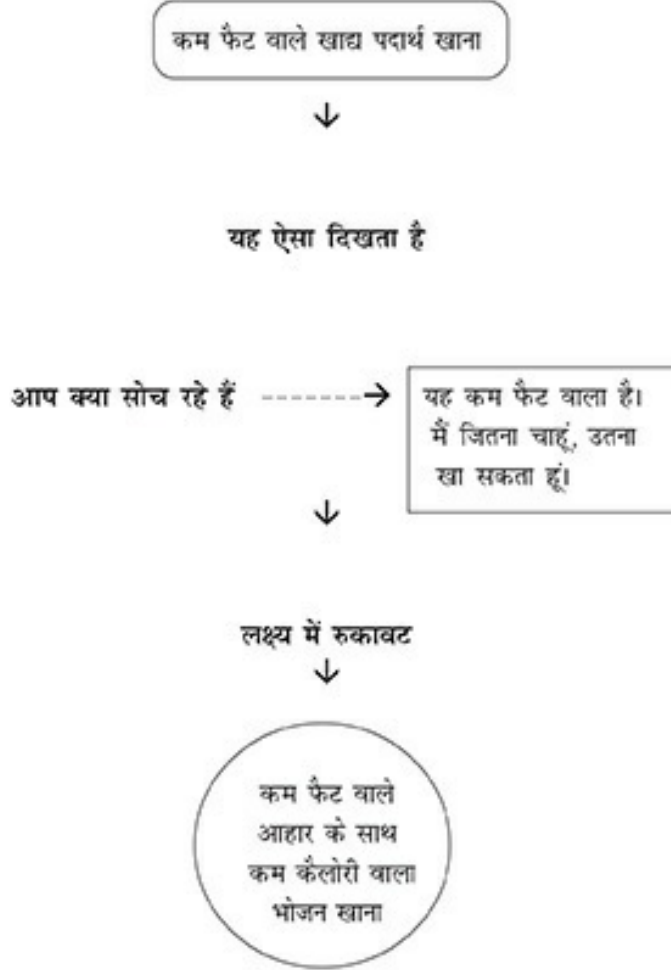 कम फैट वाले खाद्य पदार्थ खाना
↓
यह ऐसा दिखता है
आप क्या सोच रहे हैं -------→ यह कम फैट वाला है।
मैं जितना चाहूं, उतना
खा सकता हूं।
↓
लक्ष्य में रुकावट
↓
कम फैट वाले
आहार के साथ
कम कैलोरी वाला
भोजन खाना